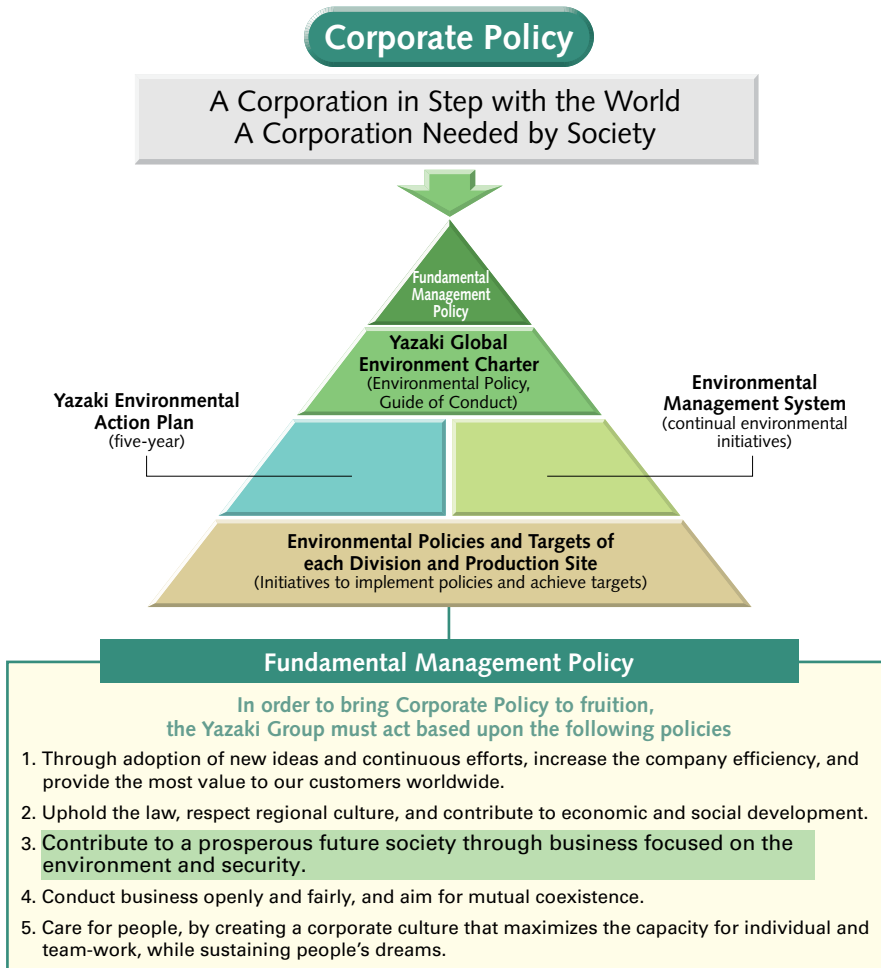 Corporate Policy
A Corporation in Step with the World
A Corporation Needed by Society
Fundamental
Management
Policy
Yazaki Global
Environment Charter
(Environmental Policy,
Guide of Conduct)
Yazaki Environmental
Action Plan
(five-year)
Environmental
Management System
(continual environmental
initiatives)
Environmental Policies and Targets of
each Division and Production Site
(Initiatives to implement policies and achieve targets)
Fundamental Management Policy
In order to bring Corporate Policy to fruition,
the Yazaki Group must act based upon the following policies
1. Through adoption of new ideas and continuous efforts, increase the company efficiency, and
provide the most value to our customers worldwide.
2. Uphold the law, respect regional culture, and contribute to economic and social development.
3. Contribute to a prosperous future society through business focused on the
environment and security.
4. Conduct business openly and fairly, and aim for mutual coexistence.
5. Care for people, by creating a corporate culture that maximizes the capacity for individual and
team-work, while sustaining people's dreams.